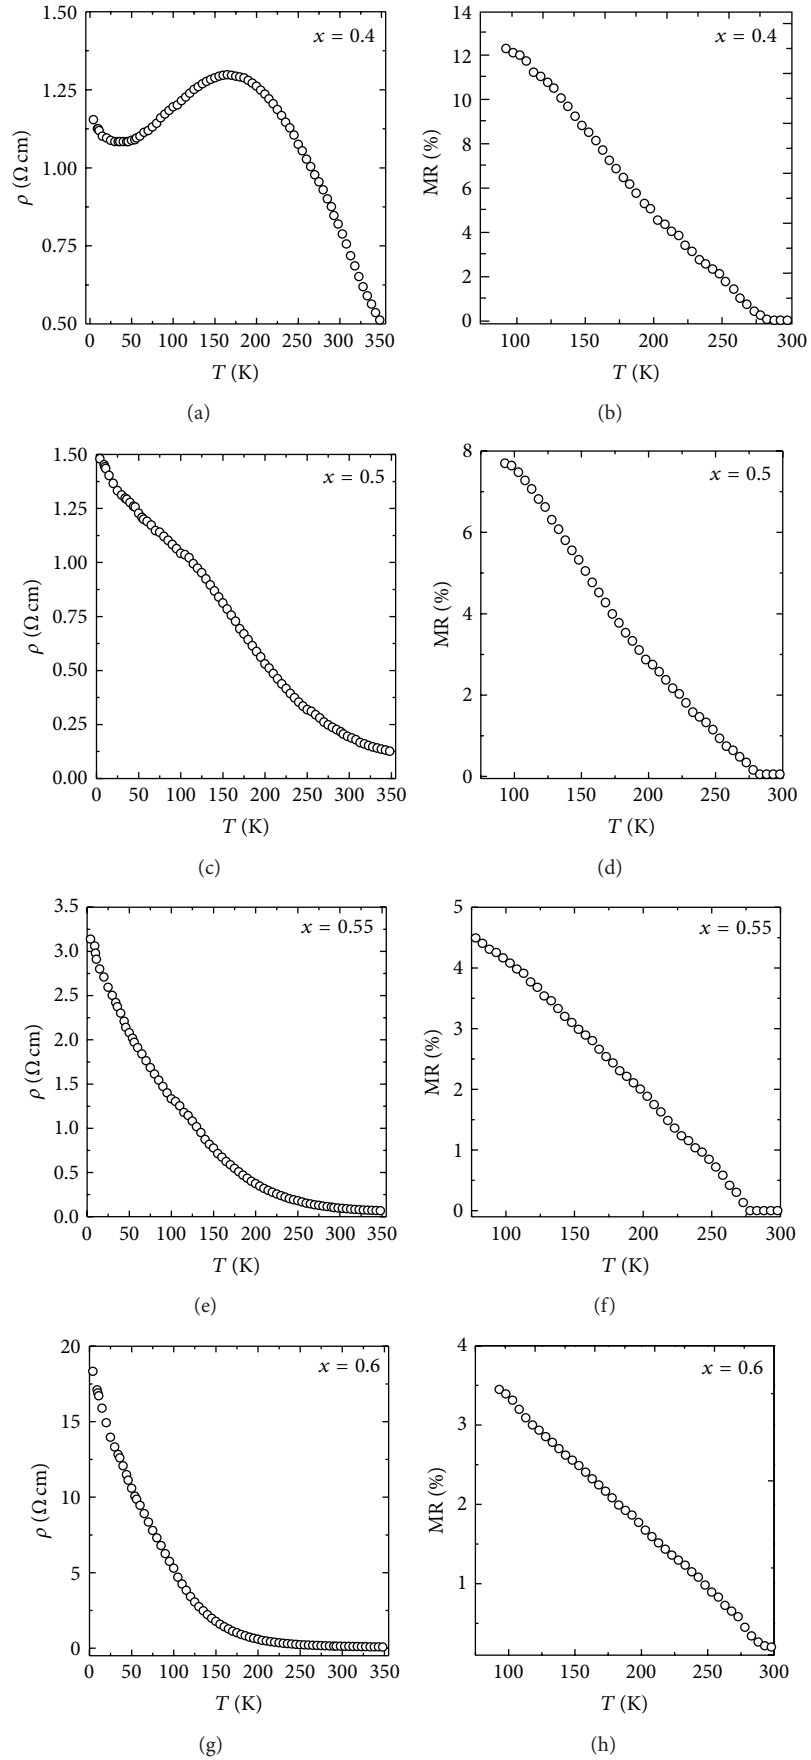 1.50
1.25
1.00
0.75
0.50
ρ (Ω cm)
x = 0.4
0 50 100 150 200 250 300 350
T (K)
(a)
14
12
10
8
6
4
2
0
MR (%)
x = 0.4
100 150 200 250 300
T (K)
(b)
1.50
1.25
1.00
0.75
0.50
0.25
0.00
ρ (Ω cm)
x = 0.5
0 50 100 150 200 250 300 350
T (K)
(c)
8
6
4
2
0
MR (%)
x = 0.5
100 150 200 250 300
T (K)
(d)
3.5
3.0
2.5
2.0
1.5
1.0
0.5
0.0
ρ (Ω cm)
x = 0.55
0 50 100 150 200 250 300 350
T (K)
(e)
5
4
3
2
1
0
MR (%)
x = 0.55
100 150 200 250 300
T (K)
(f)
20
15
10
5
0
ρ (Ω cm)
x = 0.6
0 50 100 150 200 250 300 350
T (K)
(g)
4
3
2
1
MR (%)
x = 0.6
100 150 200 250 300
T (K)
(h)